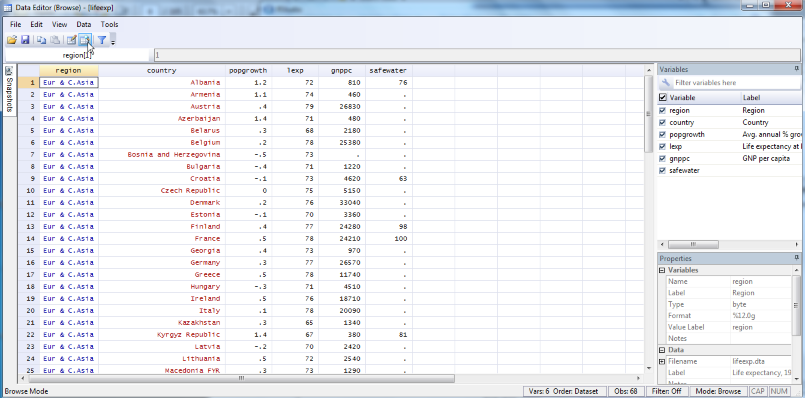 Data Editor (Browse) - [lifeexp]
File Edit View Data Tools
region[1] 1
Snapshots
region country popgrowth lexp gnppc safewater
1 Eur & C.Asia Albania 1.2 72 810 76
2 Eur & C.Asia Armenia 1.1 74 460 .
3 Eur & C.Asia Austria .4 79 26830 .
4 Eur & C.Asia Azerbaijan 1.4 71 480 .
5 Eur & C.Asia Belarus .3 68 2180 .
6 Eur & C.Asia Belgium .2 78 25380 .
7 Eur & C.Asia Bosnia and Herzegovina -.5 73 . .
8 Eur & C.Asia Bulgaria -.4 71 1220 .
9 Eur & C.Asia Croatia -.1 73 4620 63
10 Eur & C.Asia Czech Republic 0 75 5150 .
11 Eur & C.Asia Denmark .2 76 33040 .
12 Eur & C.Asia Estonia -.1 70 3360 .
13 Eur & C.Asia Finland .4 77 24280 98
14 Eur & C.Asia France .5 78 24210 100
15 Eur & C.Asia Georgia .4 73 970 .
16 Eur & C.Asia Germany .3 77 26570 .
17 Eur & C.Asia Greece .5 78 11740 .
18 Eur & C.Asia Hungary -.3 71 4510 .
19 Eur & C.Asia Ireland .5 76 18710 .
20 Eur & C.Asia Italy .1 78 20090 .
21 Eur & C.Asia Kazakhstan .3 65 1340 .
22 Eur & C.Asia Kyrgyz Republic 1.4 67 380 81
23 Eur & C.Asia Latvia -.2 70 2420 .
24 Eur & C.Asia Lithuania .5 72 2540 .
25 Eur & C.Asia Macedonia FYR .3 73 1290 .
Variables
Filter variables here
Variable Label
region Region
country Country
popgrowth Avg. annual % gro
lexp Life expectancy at
gnppc GNP per capita
safewater
Properties
Variables
Name region
Label Region
Type byte
Format %12.0g
Value Label region
Notes
Data
Filename lifeexp.dta
Label Life expectancy, 19
Notes
Browse Mode Vars: 6 Order: Dataset Obs: 68 Filter: Off Mode: Browse CAP NUM